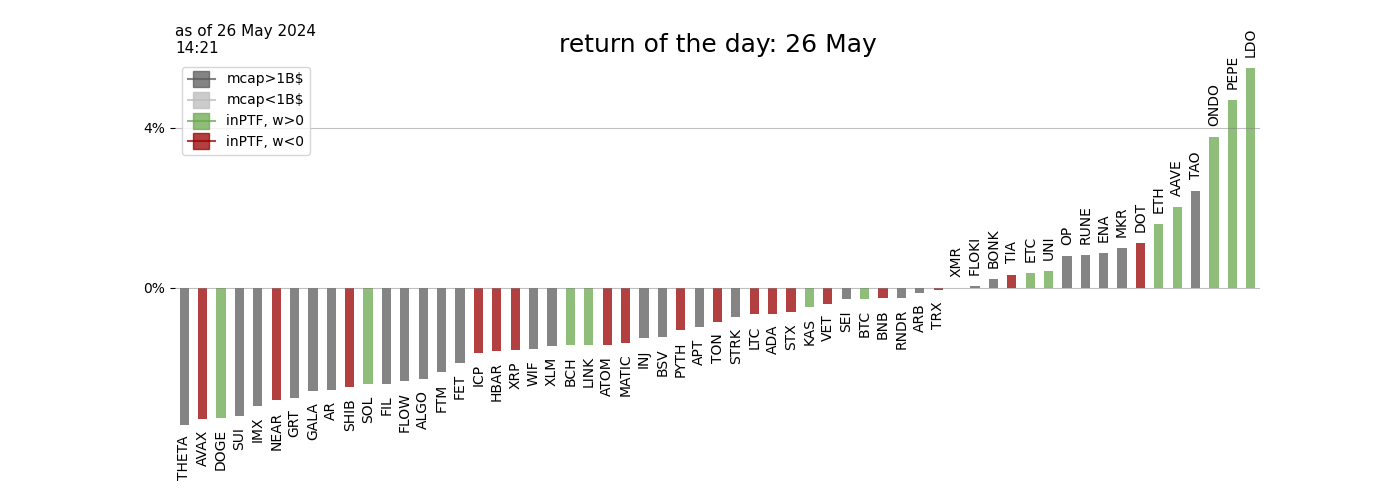 as of 26 May 2024
14:21
return of the day: 26 May
mcap>1B$
mcap<1B$
inPTF, w>0
inPTF, w<0
4%
0%
THETA
AVAX
DOGE
SUI
IMX
NEAR
GRT
GALA
AR
SHIB
SOL
FIL
FLOW
ALGO
FTM
FET
ICP
HBAR
XRP
WIF
XLM
BCH
LINK
ATOM
MATIC
INJ
BSV
PYTH
APT
TON
STRK
LTC
ADA
STX
KAS
VET
SEI
BTC
BNB
RNDR
ARB
TRX
XMR
FLOKI
BONK
TIA
ETC
UNI
OP
RUNE
ENA
MKR
DOT
ETH
AAVE
TAO
ONDO
PEPE
LDO